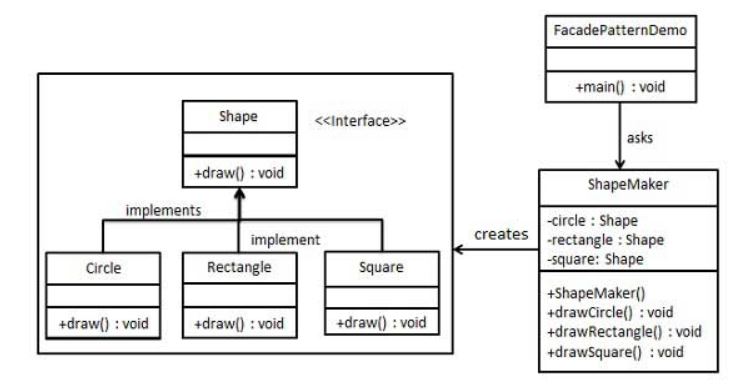 FacadePatternDemo
+main() : void
asks
Shape
<<Interface>>
+draw() : void
implements
implement
Circle
+draw() : void
Rectangle
+draw() : void
Square
+draw() : void
creates
ShapeMaker
-circle : Shape
-rectangle : Shape
-square: Shape
+ShapeMaker()
+drawCircle() : void
+drawRectangle() : void
+drawSquare() : void